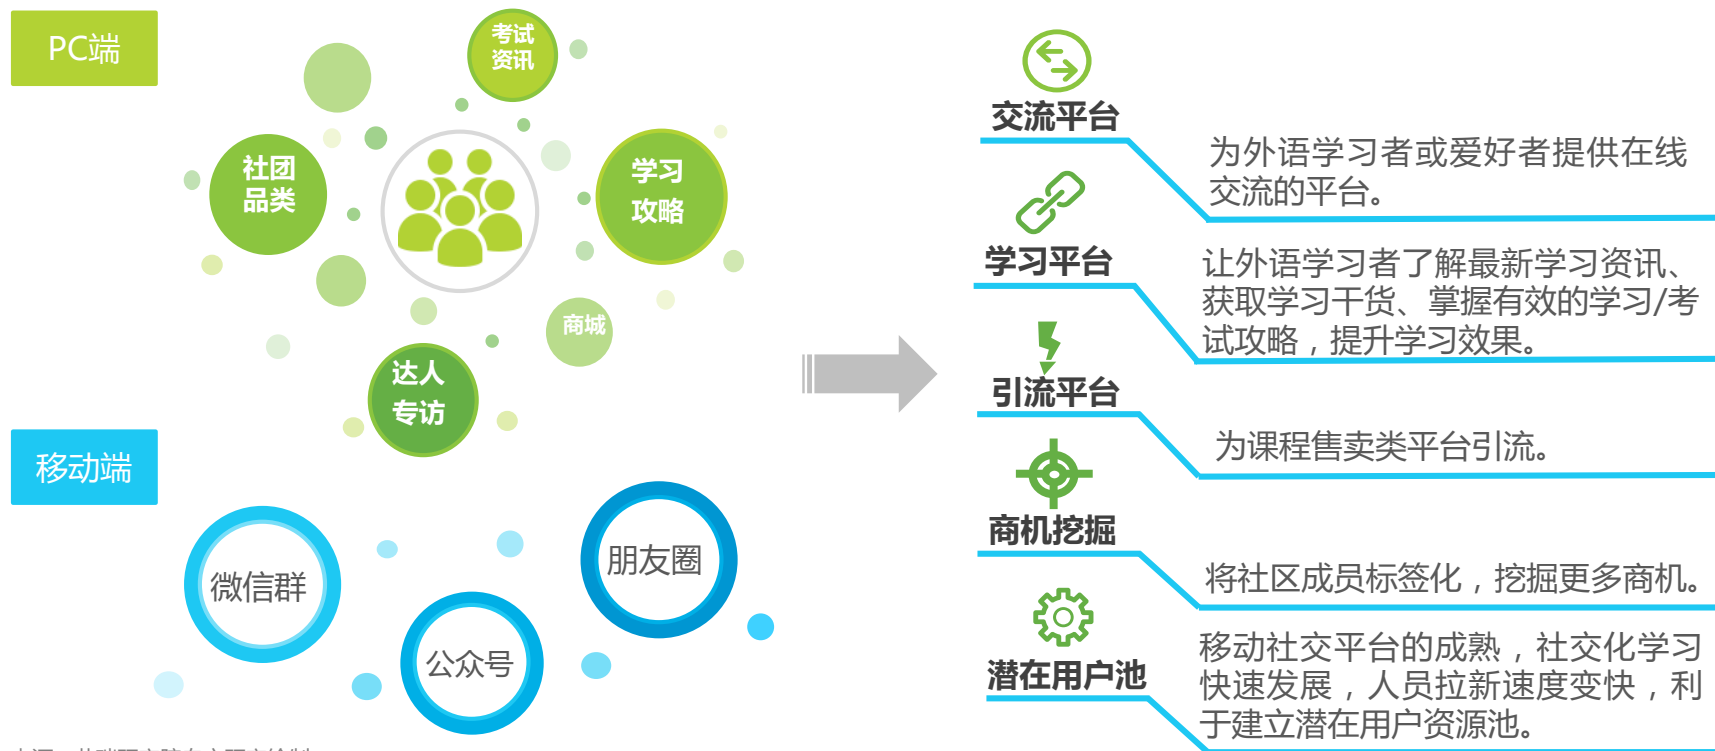 PC端
考试
资讯
社团
品类
学习
攻略
商城
达人
专访
移动端
微信群
公众号
朋友圈
交流平台
为外语学习者或爱好者提供在线
交流的平台。
学习平台
让外语学习者了解最新学习资讯、
获取学习干货、掌握有效的学习/考
试攻略，提升学习效果。
引流平台
为课程售卖类平台引流。
商机挖掘
将社区成员标签化，挖掘更多商机。
潜在用户池
移动社交平台的成熟，社交化学习
快速发展，人员拉新速度变快，利
于建立潜在用户资源池。